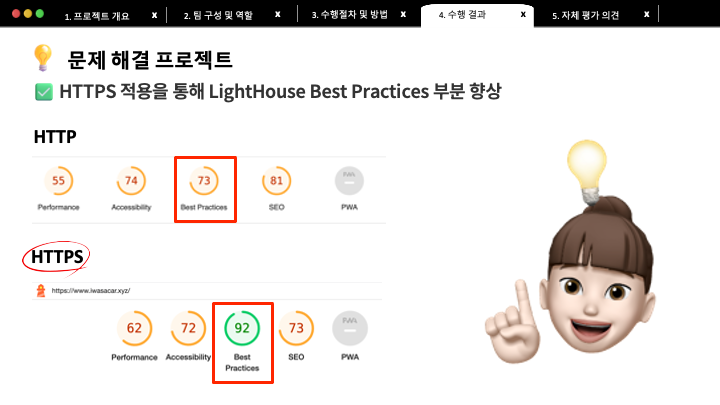 1. 프로젝트 개요 x 2. 팀 구성 및 역할 x 3. 수행절차 및 방법 x 4. 수행 결과 x 5. 자체 평가 의견 x
문제 해결 프로젝트
HTTPS 적용을 통해 LightHouse Best Practices 부분 향상
HTTP
55 74 73 81
Performance Accessibility Best Practices SEO PWA
HTTPS
https://www.iwasacar.xyz/
62 72 92 73
Performance Accessibility Best Practices SEO PWA